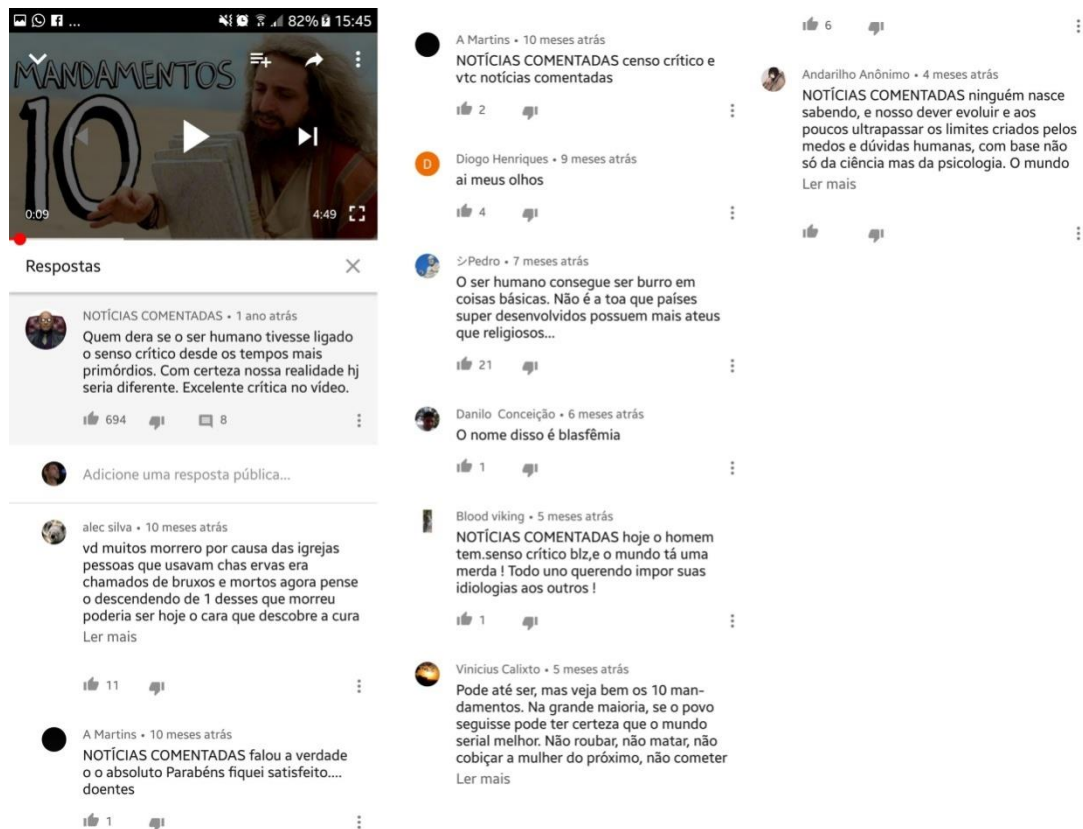 82% 15:45
MANDAMENTOS
10
0:09
4:49
Respostas
NOTÍCIAS COMENTADAS • 1 ano atrás
Quem dera se o ser humano tivesse ligado
o senso crítico desde os tempos mais
primórdios. Com certeza nossa realidade hj
seria diferente. Excelente crítica no vídeo.
694 8
Adicione uma resposta pública...
alec silva • 10 meses atrás
vd muitos morrero por causa das igrejas
pessoas que usavam chas ervas era
chamados de bruxos e mortos agora pense
o descendendo de 1 desses que morreu
poderia ser hoje o cara que descobre a cura
Ler mais
11
A Martins • 10 meses atrás
NOTÍCIAS COMENTADAS falou a verdade
o o absoluto Parabéns fiquei satisfeito....
doentes
1
A Martins • 10 meses atrás
NOTÍCIAS COMENTADAS censo crítico e
vtc notícias comentadas
2
D
Diogo Henriques • 9 meses atrás
ai meus olhos
4
シPedro • 7 meses atrás
O ser humano consegue ser burro em
coisas básicas. Não é a toa que países
super desenvolvidos possuem mais ateus
que religiosos...
21
Danilo Conceição • 6 meses atrás
O nome disso é blasfêmia
1
Blood viking • 5 meses atrás
NOTÍCIAS COMENTADAS hoje o homem
tem.senso crítico blz,e o mundo tá uma
merda ! Todo uno querendo impor suas
idiologias aos outros !
1
Vinicius Calixto • 5 meses atrás
Pode até ser, mas veja bem os 10 man-
damentos. Na grande maioria, se o povo
seguisse pode ter certeza que o mundo
serial melhor. Não roubar, não matar, não
cobiçar a mulher do próximo, não cometer
Ler mais
6
Andarilho Anônimo • 4 meses atrás
NOTÍCIAS COMENTADAS ninguém nasce
sabendo, e nosso dever evoluir e aos
poucos ultrapassar os limites criados pelos
medos e dúvidas humanas, com base não
só da ciência mas da psicologia. O mundo
Ler mais